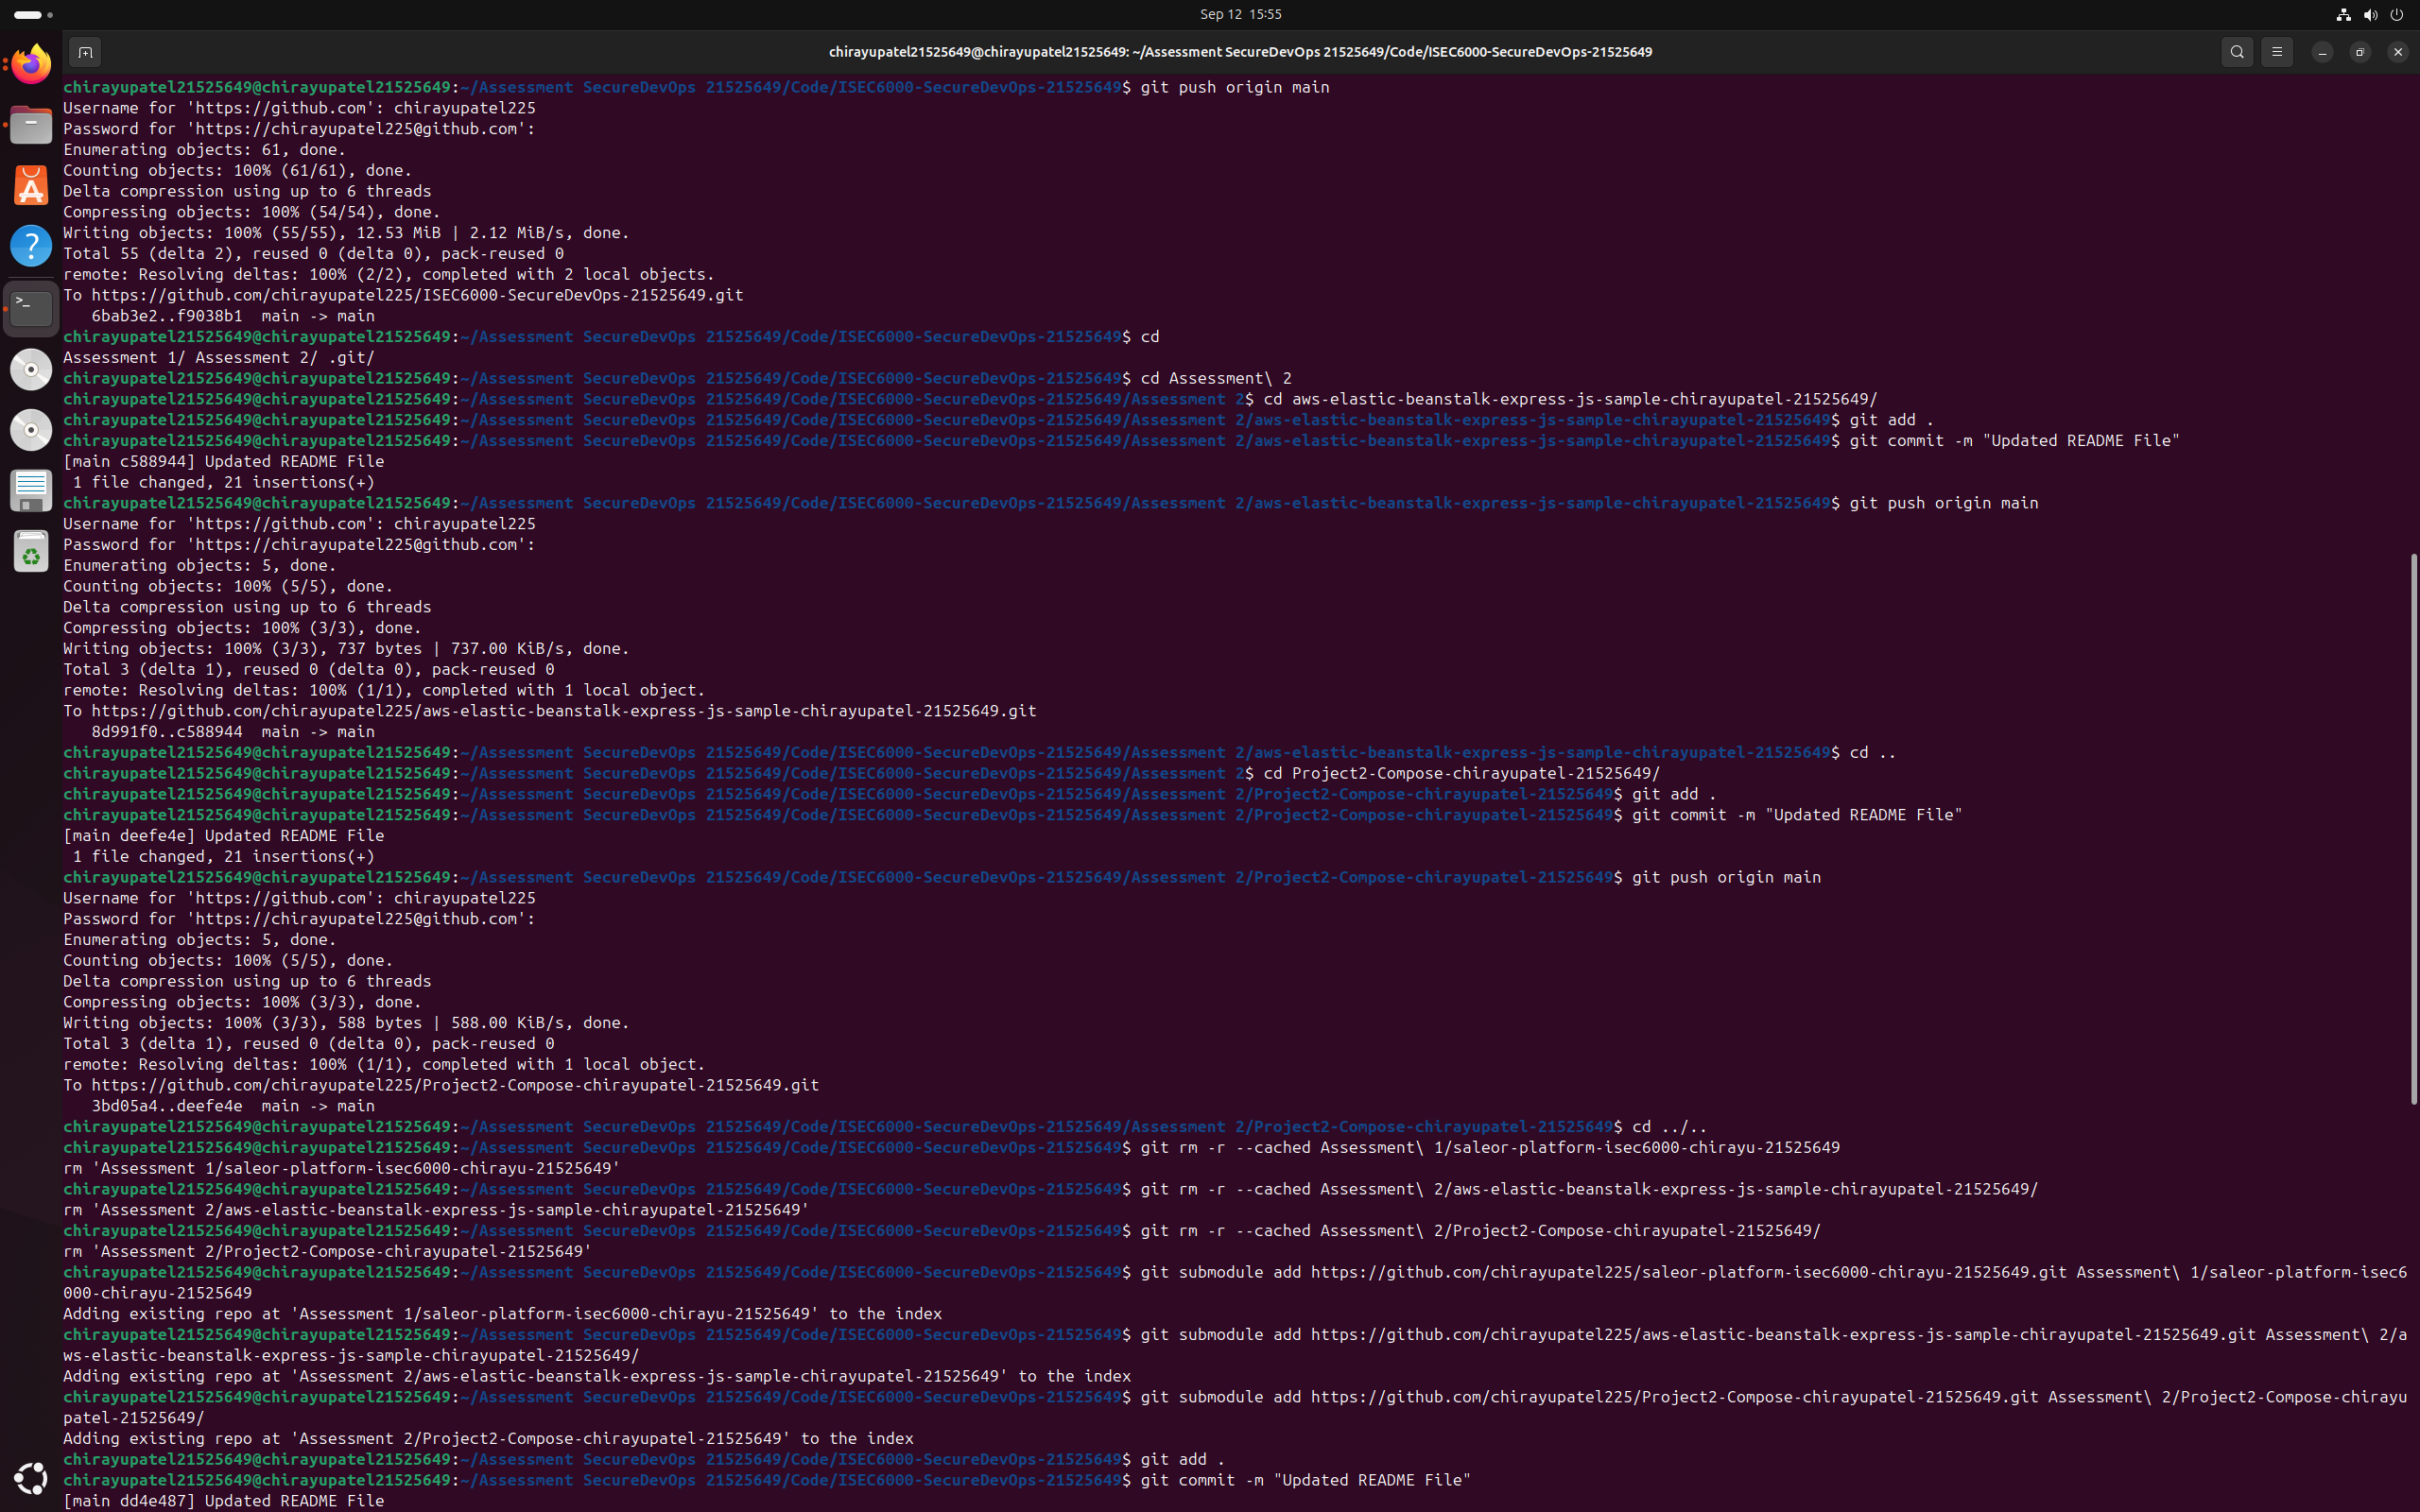 Sep 12 15:55
chirayupatel21525649@chirayupatel21525649: ~/Assessment SecureDevOps 21525649/Code/ISEC6000-SecureDevOps-21525649
chirayupatel21525649@chirayupatel21525649:~/Assessment SecureDevOps 21525649/Code/ISEC6000-SecureDevOps-21525649$ git push origin main
Username for 'https://github.com': chirayupatel225
Password for 'https://chirayupatel225@github.com':
Enumerating objects: 61, done.
Counting objects: 100% (61/61), done.
Delta compression using up to 6 threads
Compressing objects: 100% (54/54), done.
Writing objects: 100% (55/55), 12.53 MiB | 2.12 MiB/s, done.
Total 55 (delta 2), reused 0 (delta 0), pack-reused 0
remote: Resolving deltas: 100% (2/2), completed with 2 local objects.
To https://github.com/chirayupatel225/ISEC6000-SecureDevOps-21525649.git
   6bab3e2..f9038b1  main -> main
chirayupatel21525649@chirayupatel21525649:~/Assessment SecureDevOps 21525649/Code/ISEC6000-SecureDevOps-21525649$ cd
Assessment 1/ Assessment 2/ .git/
chirayupatel21525649@chirayupatel21525649:~/Assessment SecureDevOps 21525649/Code/ISEC6000-SecureDevOps-21525649$ cd Assessment\ 2
chirayupatel21525649@chirayupatel21525649:~/Assessment SecureDevOps 21525649/Code/ISEC6000-SecureDevOps-21525649/Assessment 2$ cd aws-elastic-beanstalk-express-js-sample-chirayupatel-21525649/
chirayupatel21525649@chirayupatel21525649:~/Assessment SecureDevOps 21525649/Code/ISEC6000-SecureDevOps-21525649/Assessment 2/aws-elastic-beanstalk-express-js-sample-chirayupatel-21525649$ git add .
chirayupatel21525649@chirayupatel21525649:~/Assessment SecureDevOps 21525649/Code/ISEC6000-SecureDevOps-21525649/Assessment 2/aws-elastic-beanstalk-express-js-sample-chirayupatel-21525649$ git commit -m "Updated README File"
[main c588944] Updated README File
 1 file changed, 21 insertions(+)
chirayupatel21525649@chirayupatel21525649:~/Assessment SecureDevOps 21525649/Code/ISEC6000-SecureDevOps-21525649/Assessment 2/aws-elastic-beanstalk-express-js-sample-chirayupatel-21525649$ git push origin main
Username for 'https://github.com': chirayupatel225
Password for 'https://chirayupatel225@github.com':
Enumerating objects: 5, done.
Counting objects: 100% (5/5), done.
Delta compression using up to 6 threads
Compressing objects: 100% (3/3), done.
Writing objects: 100% (3/3), 737 bytes | 737.00 KiB/s, done.
Total 3 (delta 1), reused 0 (delta 0), pack-reused 0
remote: Resolving deltas: 100% (1/1), completed with 1 local object.
To https://github.com/chirayupatel225/aws-elastic-beanstalk-express-js-sample-chirayupatel-21525649.git
   8d991f0..c588944  main -> main
chirayupatel21525649@chirayupatel21525649:~/Assessment SecureDevOps 21525649/Code/ISEC6000-SecureDevOps-21525649/Assessment 2/aws-elastic-beanstalk-express-js-sample-chirayupatel-21525649$ cd ..
chirayupatel21525649@chirayupatel21525649:~/Assessment SecureDevOps 21525649/Code/ISEC6000-SecureDevOps-21525649/Assessment 2$ cd Project2-Compose-chirayupatel-21525649/
chirayupatel21525649@chirayupatel21525649:~/Assessment SecureDevOps 21525649/Code/ISEC6000-SecureDevOps-21525649/Assessment 2/Project2-Compose-chirayupatel-21525649$ git add .
chirayupatel21525649@chirayupatel21525649:~/Assessment SecureDevOps 21525649/Code/ISEC6000-SecureDevOps-21525649/Assessment 2/Project2-Compose-chirayupatel-21525649$ git commit -m "Updated README File"
[main deefe4e] Updated README File
 1 file changed, 21 insertions(+)
chirayupatel21525649@chirayupatel21525649:~/Assessment SecureDevOps 21525649/Code/ISEC6000-SecureDevOps-21525649/Assessment 2/Project2-Compose-chirayupatel-21525649$ git push origin main
Username for 'https://github.com': chirayupatel225
Password for 'https://chirayupatel225@github.com':
Enumerating objects: 5, done.
Counting objects: 100% (5/5), done.
Delta compression using up to 6 threads
Compressing objects: 100% (3/3), done.
Writing objects: 100% (3/3), 588 bytes | 588.00 KiB/s, done.
Total 3 (delta 1), reused 0 (delta 0), pack-reused 0
remote: Resolving deltas: 100% (1/1), completed with 1 local object.
To https://github.com/chirayupatel225/Project2-Compose-chirayupatel-21525649.git
   3bd05a4..deefe4e  main -> main
chirayupatel21525649@chirayupatel21525649:~/Assessment SecureDevOps 21525649/Code/ISEC6000-SecureDevOps-21525649/Assessment 2/Project2-Compose-chirayupatel-21525649$ cd ../..
chirayupatel21525649@chirayupatel21525649:~/Assessment SecureDevOps 21525649/Code/ISEC6000-SecureDevOps-21525649$ git rm -r --cached Assessment\ 1/saleor-platform-isec6000-chirayu-21525649
rm 'Assessment 1/saleor-platform-isec6000-chirayu-21525649'
chirayupatel21525649@chirayupatel21525649:~/Assessment SecureDevOps 21525649/Code/ISEC6000-SecureDevOps-21525649$ git rm -r --cached Assessment\ 2/aws-elastic-beanstalk-express-js-sample-chirayupatel-21525649/
rm 'Assessment 2/aws-elastic-beanstalk-express-js-sample-chirayupatel-21525649'
chirayupatel21525649@chirayupatel21525649:~/Assessment SecureDevOps 21525649/Code/ISEC6000-SecureDevOps-21525649$ git rm -r --cached Assessment\ 2/Project2-Compose-chirayupatel-21525649/
rm 'Assessment 2/Project2-Compose-chirayupatel-21525649'
chirayupatel21525649@chirayupatel21525649:~/Assessment SecureDevOps 21525649/Code/ISEC6000-SecureDevOps-21525649$ git submodule add https://github.com/chirayupatel225/saleor-platform-isec6000-chirayu-21525649.git Assessment\ 1/saleor-platform-isec6
000-chirayu-21525649
Adding existing repo at 'Assessment 1/saleor-platform-isec6000-chirayu-21525649' to the index
chirayupatel21525649@chirayupatel21525649:~/Assessment SecureDevOps 21525649/Code/ISEC6000-SecureDevOps-21525649$ git submodule add https://github.com/chirayupatel225/aws-elastic-beanstalk-express-js-sample-chirayupatel-21525649.git Assessment\ 2/a
ws-elastic-beanstalk-express-js-sample-chirayupatel-21525649/
Adding existing repo at 'Assessment 2/aws-elastic-beanstalk-express-js-sample-chirayupatel-21525649' to the index
chirayupatel21525649@chirayupatel21525649:~/Assessment SecureDevOps 21525649/Code/ISEC6000-SecureDevOps-21525649$ git submodule add https://github.com/chirayupatel225/Project2-Compose-chirayupatel-21525649.git Assessment\ 2/Project2-Compose-chirayu
patel-21525649/
Adding existing repo at 'Assessment 2/Project2-Compose-chirayupatel-21525649' to the index
chirayupatel21525649@chirayupatel21525649:~/Assessment SecureDevOps 21525649/Code/ISEC6000-SecureDevOps-21525649$ git add .
chirayupatel21525649@chirayupatel21525649:~/Assessment SecureDevOps 21525649/Code/ISEC6000-SecureDevOps-21525649$ git commit -m "Updated README File"
[main dd4e487] Updated README File